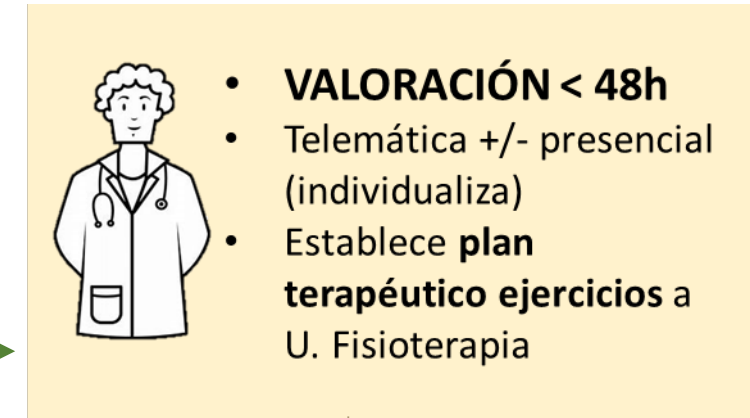 • VALORACIÓN < 48h
• Telemática +/- presencial
(individualiza)
• Establece plan
terapéutico ejercicios a
U. Fisioterapia